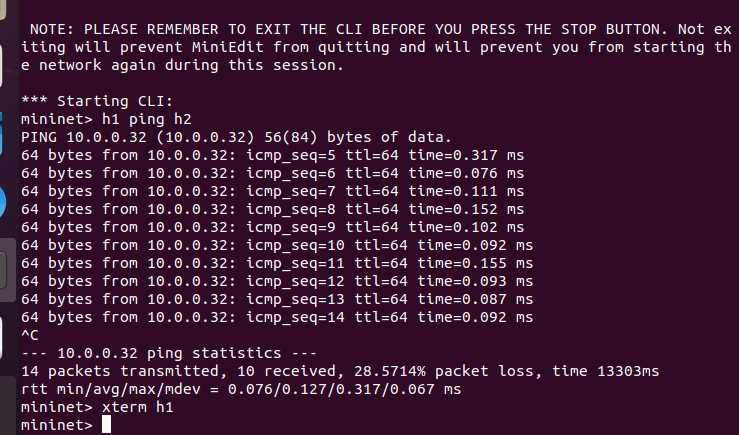 NOTE: PLEASE REMEMBER TO EXIT THE CLI BEFORE YOU PRESS THE STOP BUTTON. Not ex
iting will prevent MiniEdit from quitting and will prevent you from starting th
e network again during this session.
*** Starting CLI:
mininet> h1 ping h2
PING 10.0.0.32 (10.0.0.32) 56(84) bytes of data.
64 bytes from 10.0.0.32: icmp_seq=5 ttl=64 time=0.317 ms
64 bytes from 10.0.0.32: icmp_seq=6 ttl=64 time=0.076 ms
64 bytes from 10.0.0.32: icmp_seq=7 ttl=64 time=0.111 ms
64 bytes from 10.0.0.32: icmp_seq=8 ttl=64 time=0.152 ms
64 bytes from 10.0.0.32: icmp_seq=9 ttl=64 time=0.102 ms
64 bytes from 10.0.0.32: icmp_seq=10 ttl=64 time=0.092 ms
64 bytes from 10.0.0.32: icmp_seq=11 ttl=64 time=0.155 ms
64 bytes from 10.0.0.32: icmp_seq=12 ttl=64 time=0.093 ms
64 bytes from 10.0.0.32: icmp_seq=13 ttl=64 time=0.087 ms
64 bytes from 10.0.0.32: icmp_seq=14 ttl=64 time=0.092 ms
^C
--- 10.0.0.32 ping statistics ---
14 packets transmitted, 10 received, 28.5714% packet loss, time 13303ms
rtt min/avg/max/mdev = 0.076/0.127/0.317/0.067 ms
mininet> xterm h1
mininet>